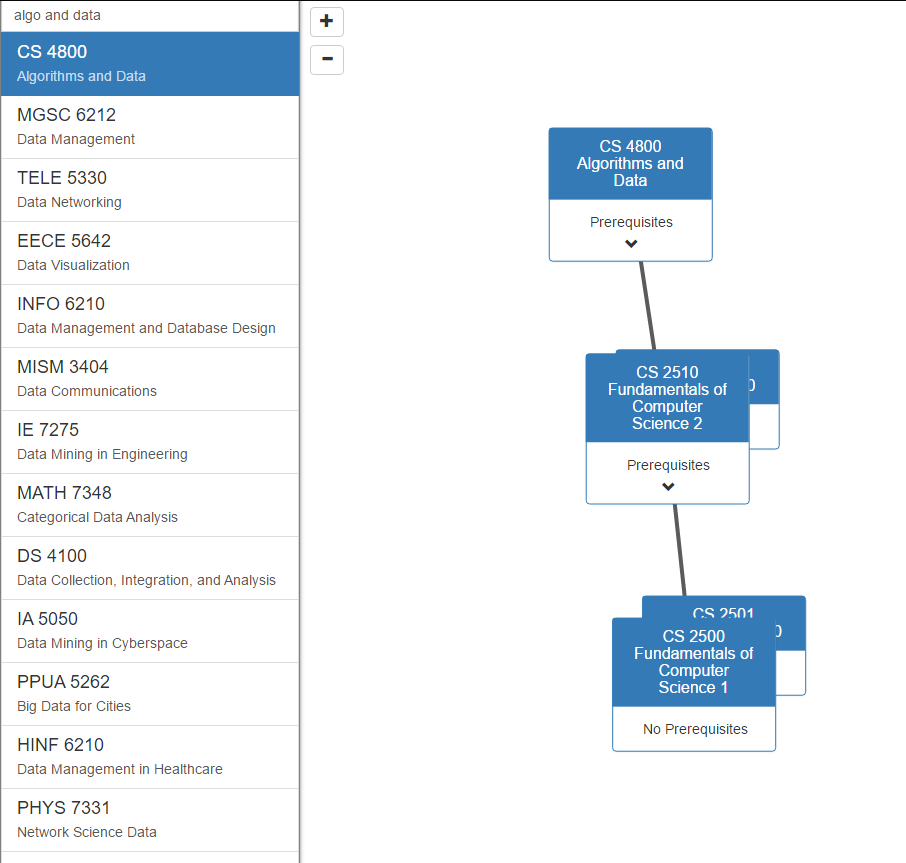 algo and data
CS 4800
Algorithms and Data
MGSC 6212
Data Management
TELE 5330
Data Networking
EECE 5642
Data Visualization
INFO 6210
Data Management and Database Design
MISM 3404
Data Communications
IE 7275
Data Mining in Engineering
MATH 7348
Categorical Data Analysis
DS 4100
Data Collection, Integration, and Analysis
IA 5050
Data Mining in Cyberspace
PPUA 5262
Big Data for Cities
HINF 6210
Data Management in Healthcare
PHYS 7331
Network Science Data
+
−
CS 4800
Algorithms and
Data
Prerequisites
CS 2510
Fundamentals of
Computer
Science 2
Prerequisites
CS 2501
CS 2500
Fundamentals of
Computer
Science 1
No Prerequisites